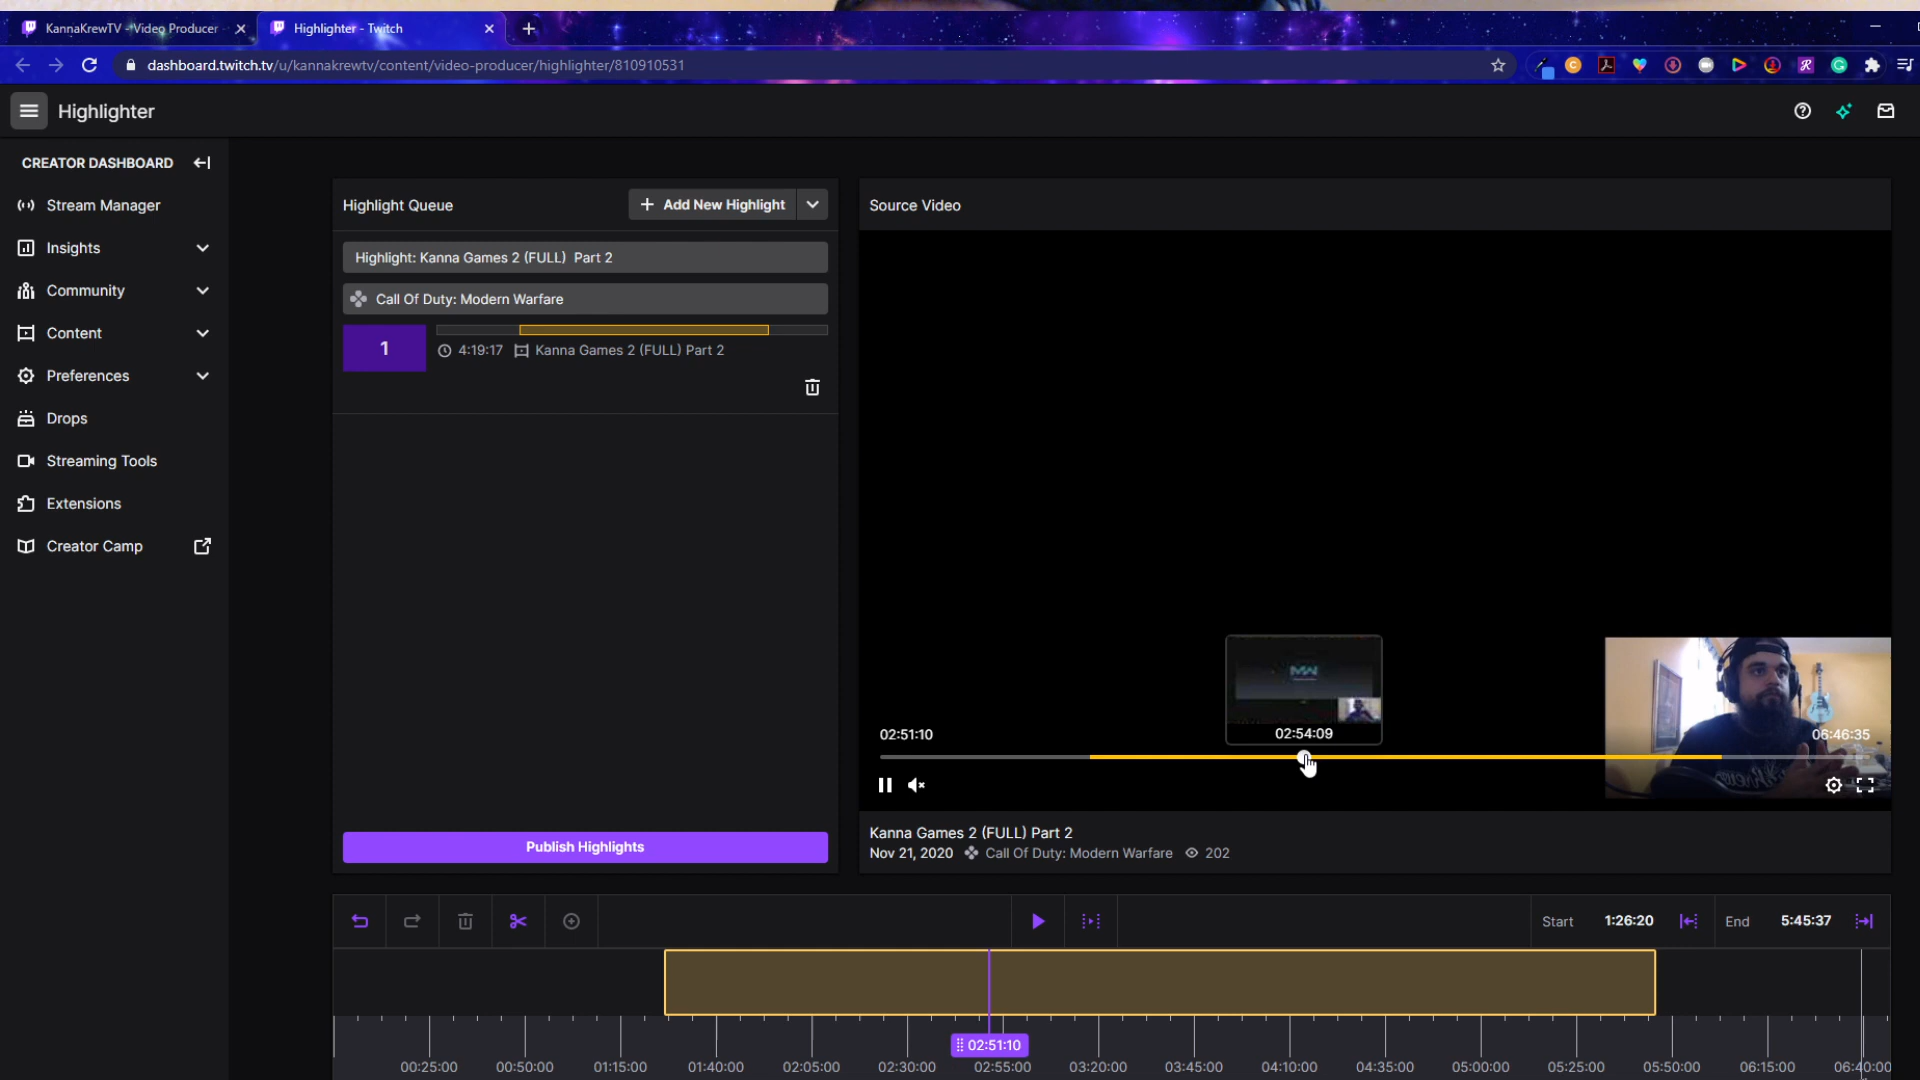 KannaKrewTV - Video Producer
Highlighter - Twitch
dashboard.twitch.tv/u/kannakrewtv/content/video-producer/highlighter/810910531
Highlighter
CREATOR DASHBOARD
Stream Manager
Insights
Community
Content
Preferences
Drops
Streaming Tools
Extensions
Creator Camp
Highlight Queue
Add New Highlight
Highlight: Kanna Games 2 (FULL) Part 2
Call Of Duty: Modern Warfare
1
4:19:17 Kanna Games 2 (FULL) Part 2
Publish Highlights
Source Video
MW
02:54:09
02:51:10
06:46:35
Kanna Games 2 (FULL) Part 2
Nov 21, 2020 Call Of Duty: Modern Warfare 202
Start 1:26:20 End 5:45:37
02:51:10
00:25:00 00:50:00 01:15:00 01:40:00 02:05:00 02:30:00 02:55:00 03:20:00 03:45:00 04:10:00 04:35:00 05:00:00 05:25:00 05:50:00 06:15:00 06:40:00